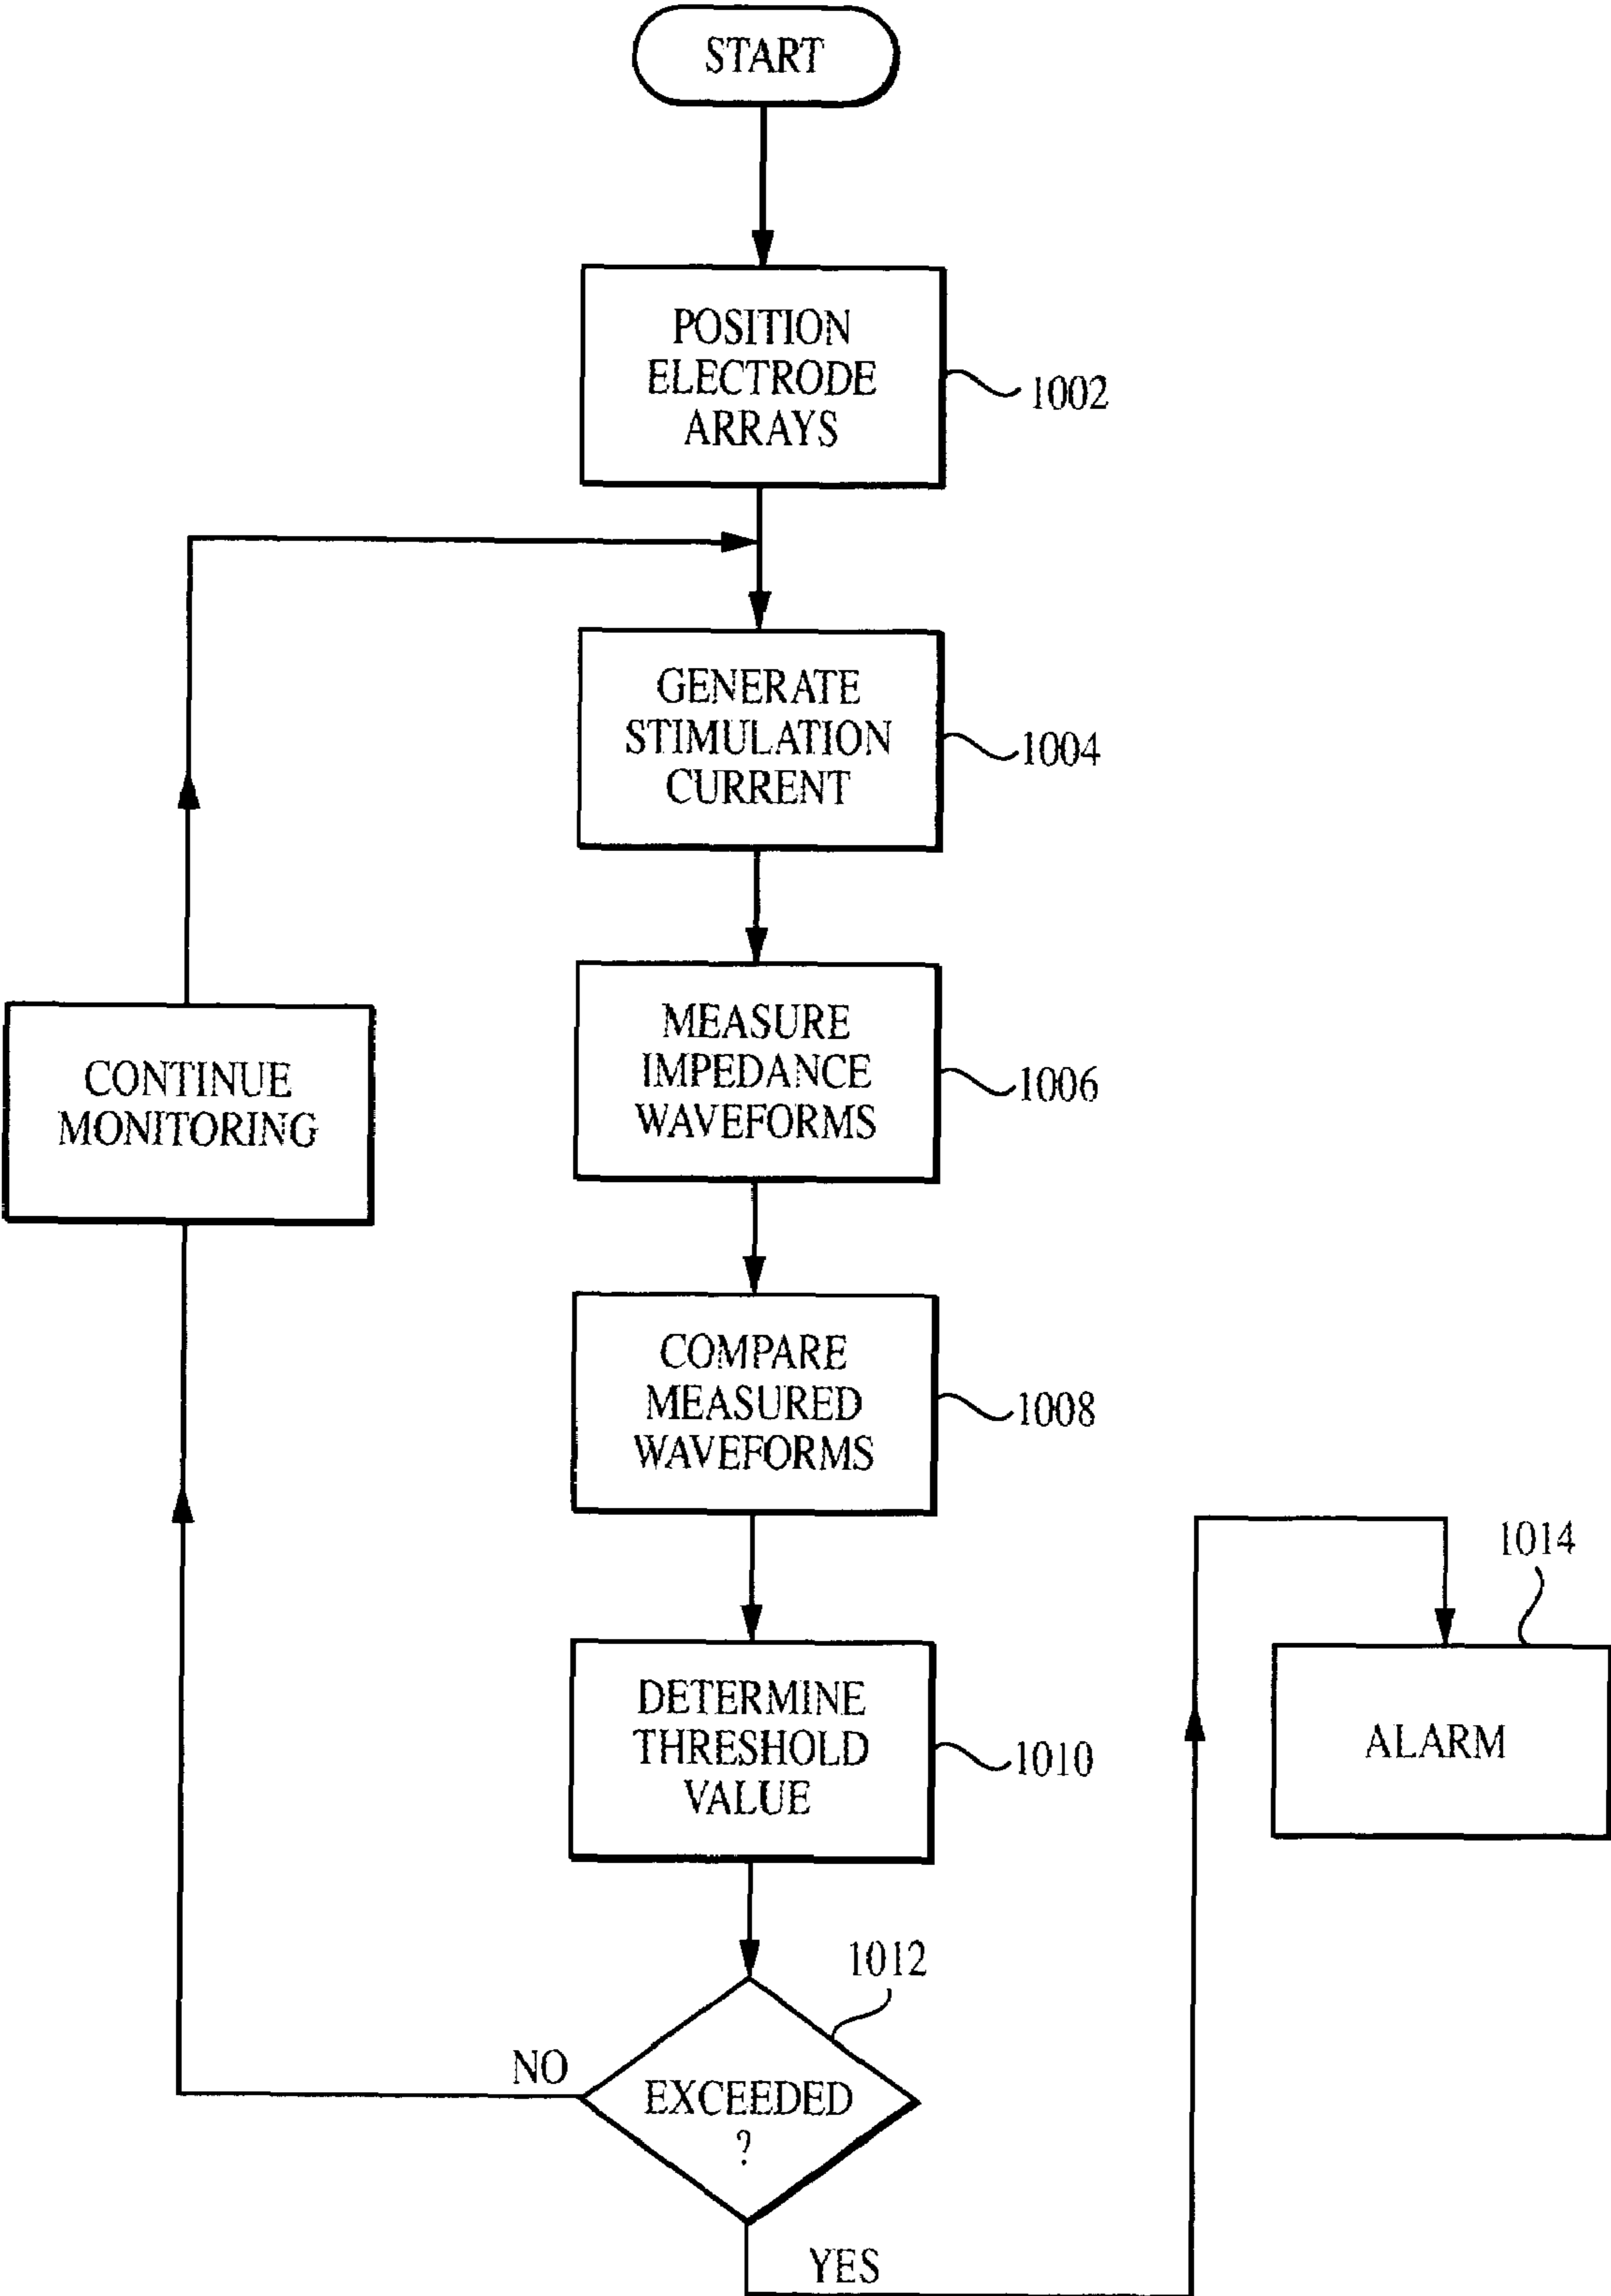 START
POSITION
ELECTRODE
ARRAYS
1002
GENERATE
STIMULATION
CURRENT
1004
MEASURE
IMPEDANCE
WAVEFORMS
1006
CONTINUE
MONITORING
COMPARE
MEASURED
WAVEFORMS
1008
DETERMINE
THRESHOLD
VALUE
1010
1014
ALARM
1012
NO
EXCEEDED
?
YES